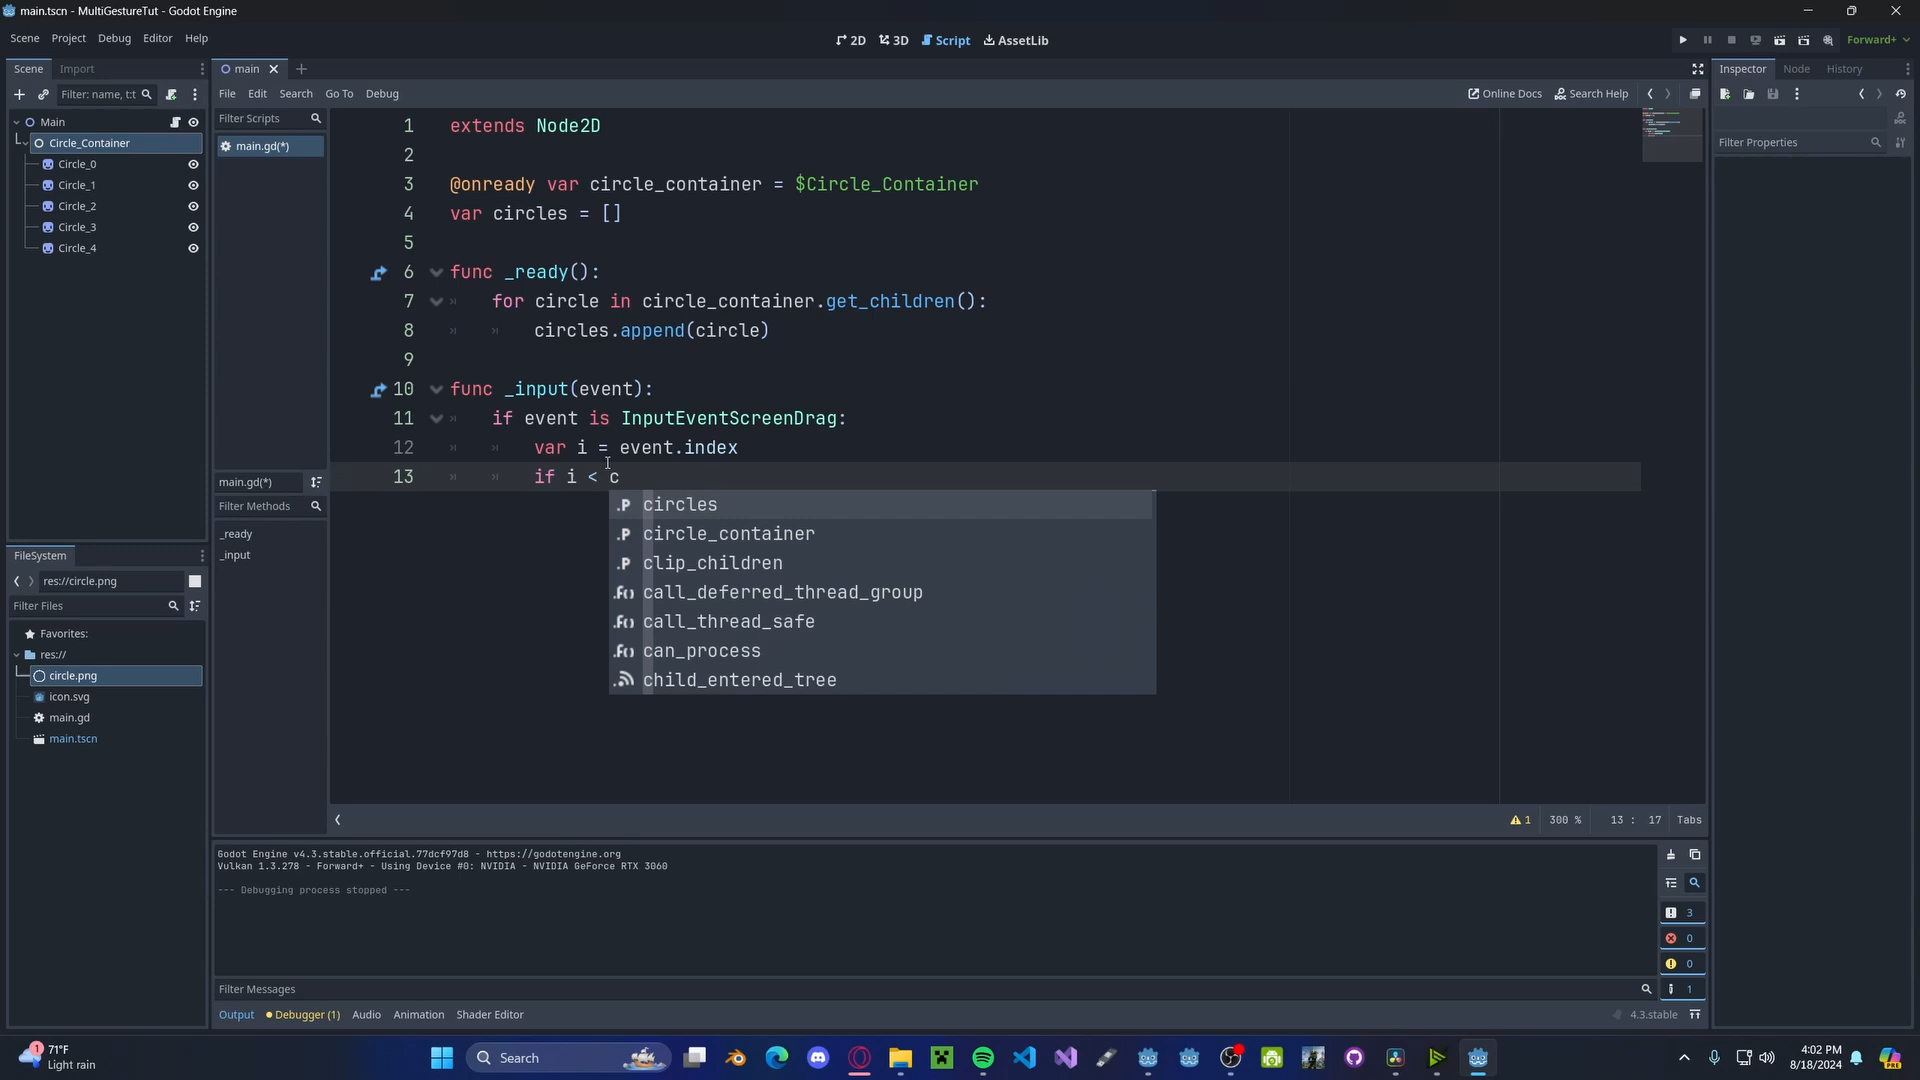 main.tscn - MultiGestureTut - Godot Engine
Scene Project Debug Editor Help
2D 3D Script AssetLib
Forward+
Scene Import
main
Inspector Node History
Filter: name, t:t
File Edit Search Go To Debug
Online Docs Search Help
Main
Circle_Container
Circle_0
Circle_1
Circle_2
Circle_3
Circle_4
Filter Scripts
main.gd(*)
Filter Properties
1 extends Node2D
2
3 @onready var circle_container = $Circle_Container
4 var circles = []
5
6 func _ready():
7 for circle in circle_container.get_children():
8 circles.append(circle)
9
10 func _input(event):
11 if event is InputEventScreenDrag:
12 var i = event.index
13 if i < c
circles
circle_container
clip_children
call_deferred_thread_group
call_thread_safe
can_process
child_entered_tree
main.gd(*)
Filter Methods
_ready
_input
FileSystem
res://circle.png
Filter Files
Favorites:
res://
circle.png
icon.svg
main.gd
main.tscn
1 300 % 13 : 17 Tabs
Godot Engine v4.3.stable.official.77dcf97d8 - https://godotengine.org
Vulkan 1.3.278 - Forward+ - Using Device #0: NVIDIA - NVIDIA GeForce RTX 3060
--- Debugging process stopped ---
3
0
0
1
Filter Messages
Output Debugger (1) Audio Animation Shader Editor
4.3.stable
1 71°F
Light rain
Search
4:02 PM
8/18/2024
PRE